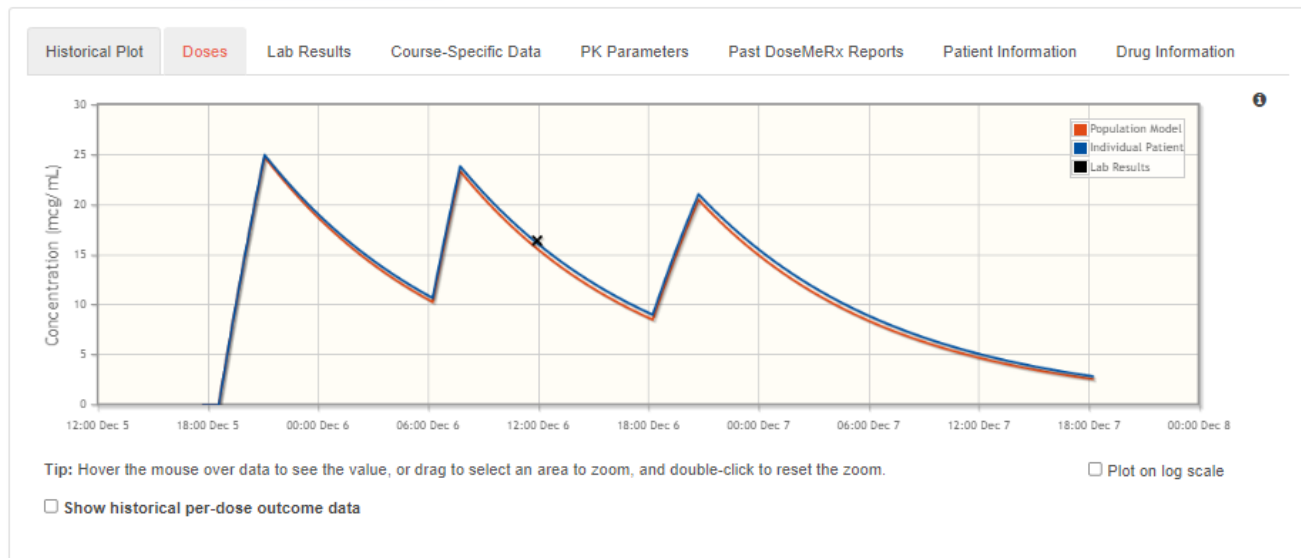 Historical Plot Doses Lab Results Course-Specific Data PK Parameters Past DoseMeRx Reports Patient Information Drug Information
30
25
20
15
10
5
0
Concentration (mcg/mL)
Population Model
Individual Patient
Lab Results
12:00 Dec 5 18:00 Dec 5 00:00 Dec 6 06:00 Dec 6 12:00 Dec 6 18:00 Dec 6 00:00 Dec 7 06:00 Dec 7 12:00 Dec 7 18:00 Dec 7 00:00 Dec 8
Tip: Hover the mouse over data to see the value, or drag to select an area to zoom, and double-click to reset the zoom. Plot on log scale
Show historical per-dose outcome data